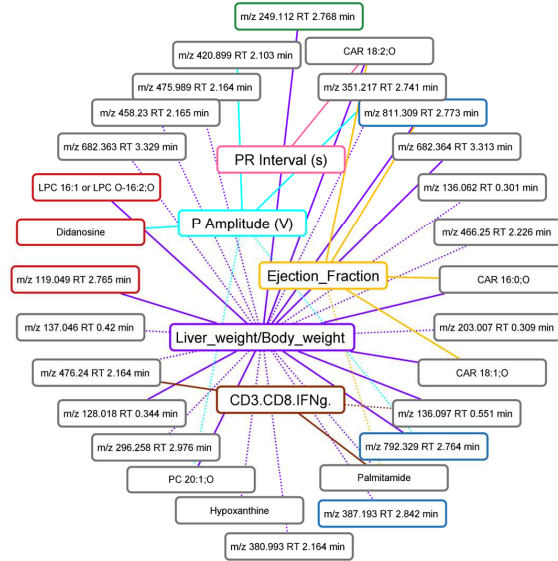 m/z 249.112 RT 2.768 min
m/z 420.899 RT 2.103 min
CAR 18:2;O
m/z 475.989 RT 2.164 min
m/z 351.217 RT 2.741 min
m/z 458.23 RT 2.165 min
m/z 811.309 RT 2.773 min
m/z 682.363 RT 3.329 min
m/z 682.364 RT 3.313 min
PR Interval (s)
LPC 16:1 or LPC O-16:2;O
m/z 136.062 RT 0.301 min
P Amplitude (V)
Didanosine
m/z 466.25 RT 2.226 min
Ejection_Fraction
m/z 119.049 RT 2.765 min
CAR 16:0;O
m/z 137.046 RT 0.42 min
m/z 203.007 RT 0.309 min
Liver_weight/Body_weight
m/z 476.24 RT 2.164 min
CAR 18:1;O
CD3.CD8.IFNg.
m/z 128.018 RT 0.344 min
m/z 136.097 RT 0.551 min
m/z 296.258 RT 2.976 min
m/z 792.329 RT 2.764 min
PC 20:1;O
Palmitamide
Hypoxanthine
m/z 387.193 RT 2.842 min
m/z 380.993 RT 2.164 min